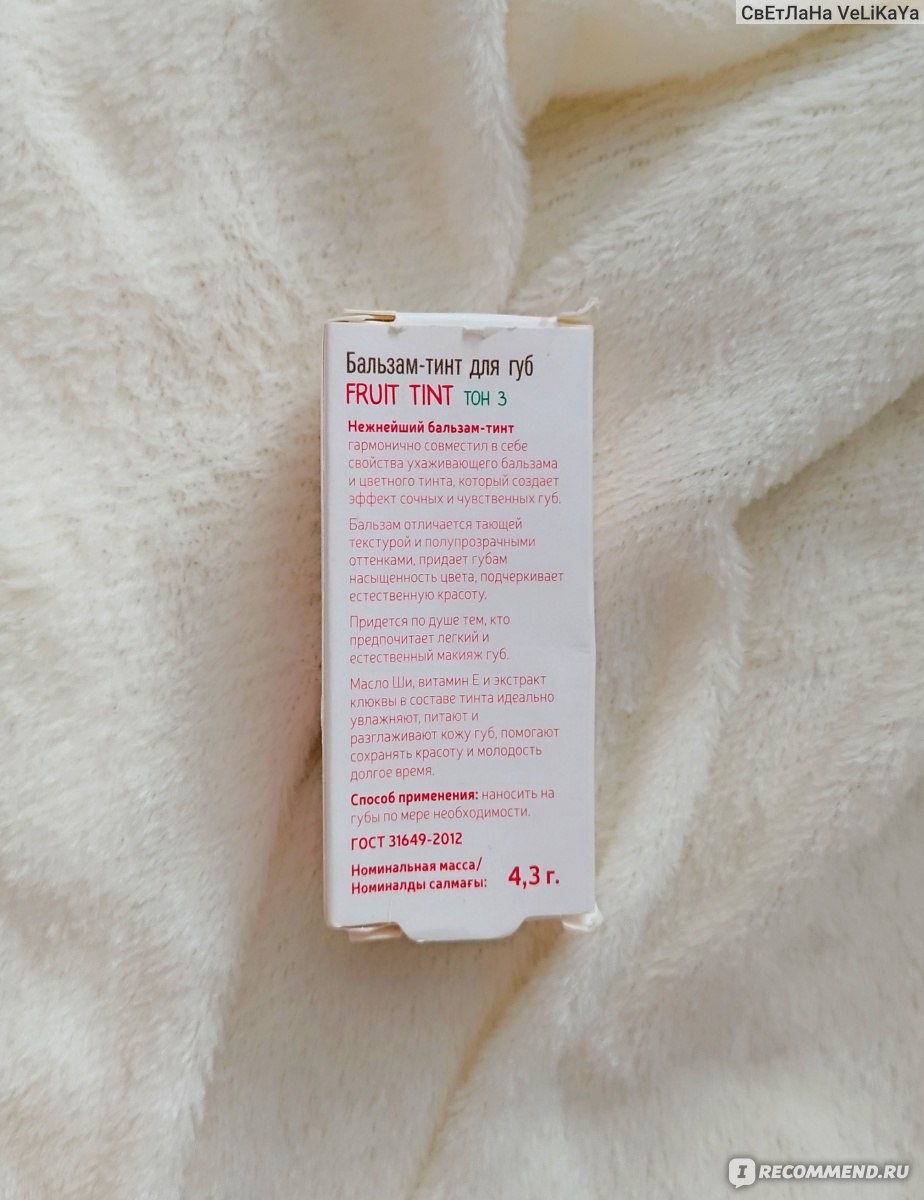 СвЕтЛаНа VeLiKaYa
Бальзам-тинт для губ
FRUIT TINT ТОН 3
Нежнейший бальзам-тинт
гармонично совместил в себе
свойства ухаживающего бальзама
и цветного тинта, который создает
эффект сочных и чувственных губ.
Бальзам отличается тающей
текстурой и полупрозрачными
оттенками, придает губам
насыщенность цвета, подчеркивает
естественную красоту.
Придется по душе тем, кто
предпочитает легкий и
естественный макияж губ.
Масло Ши, витамин Е и экстракт
клюквы в составе тинта идеально
увлажняют, питают и
разглаживают кожу губ, помогают
сохранять красоту и молодость
долгое время.
Способ применения: наносить на
губы по мере необходимости.
ГОСТ 31649-2012
Номинальная масса/
Номиналды салмағы: 4,3 г.
IRECOMMEND.RU